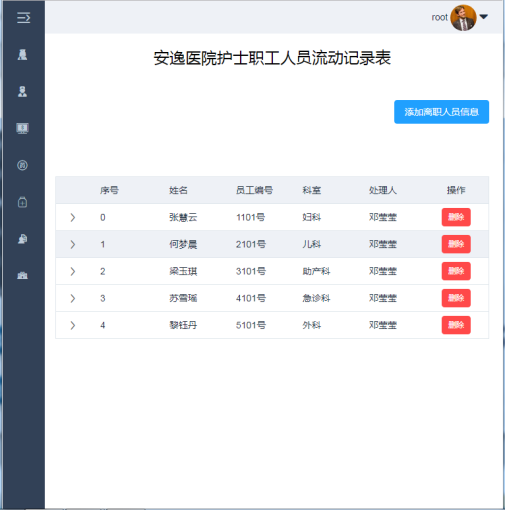 root
安逸医院护士职工人员流动记录表
添加离职人员信息
序号 姓名 员工编号 科室 处理人 操作
0 张慧云 1101号 妇科 邓莹莹 删除
1 何梦晨 2101号 儿科 邓莹莹 删除
2 梁玉琪 3101号 助产科 邓莹莹 删除
3 苏雪瑶 4101号 急诊科 邓莹莹 删除
4 黎钰丹 5101号 外科 邓莹莹 删除